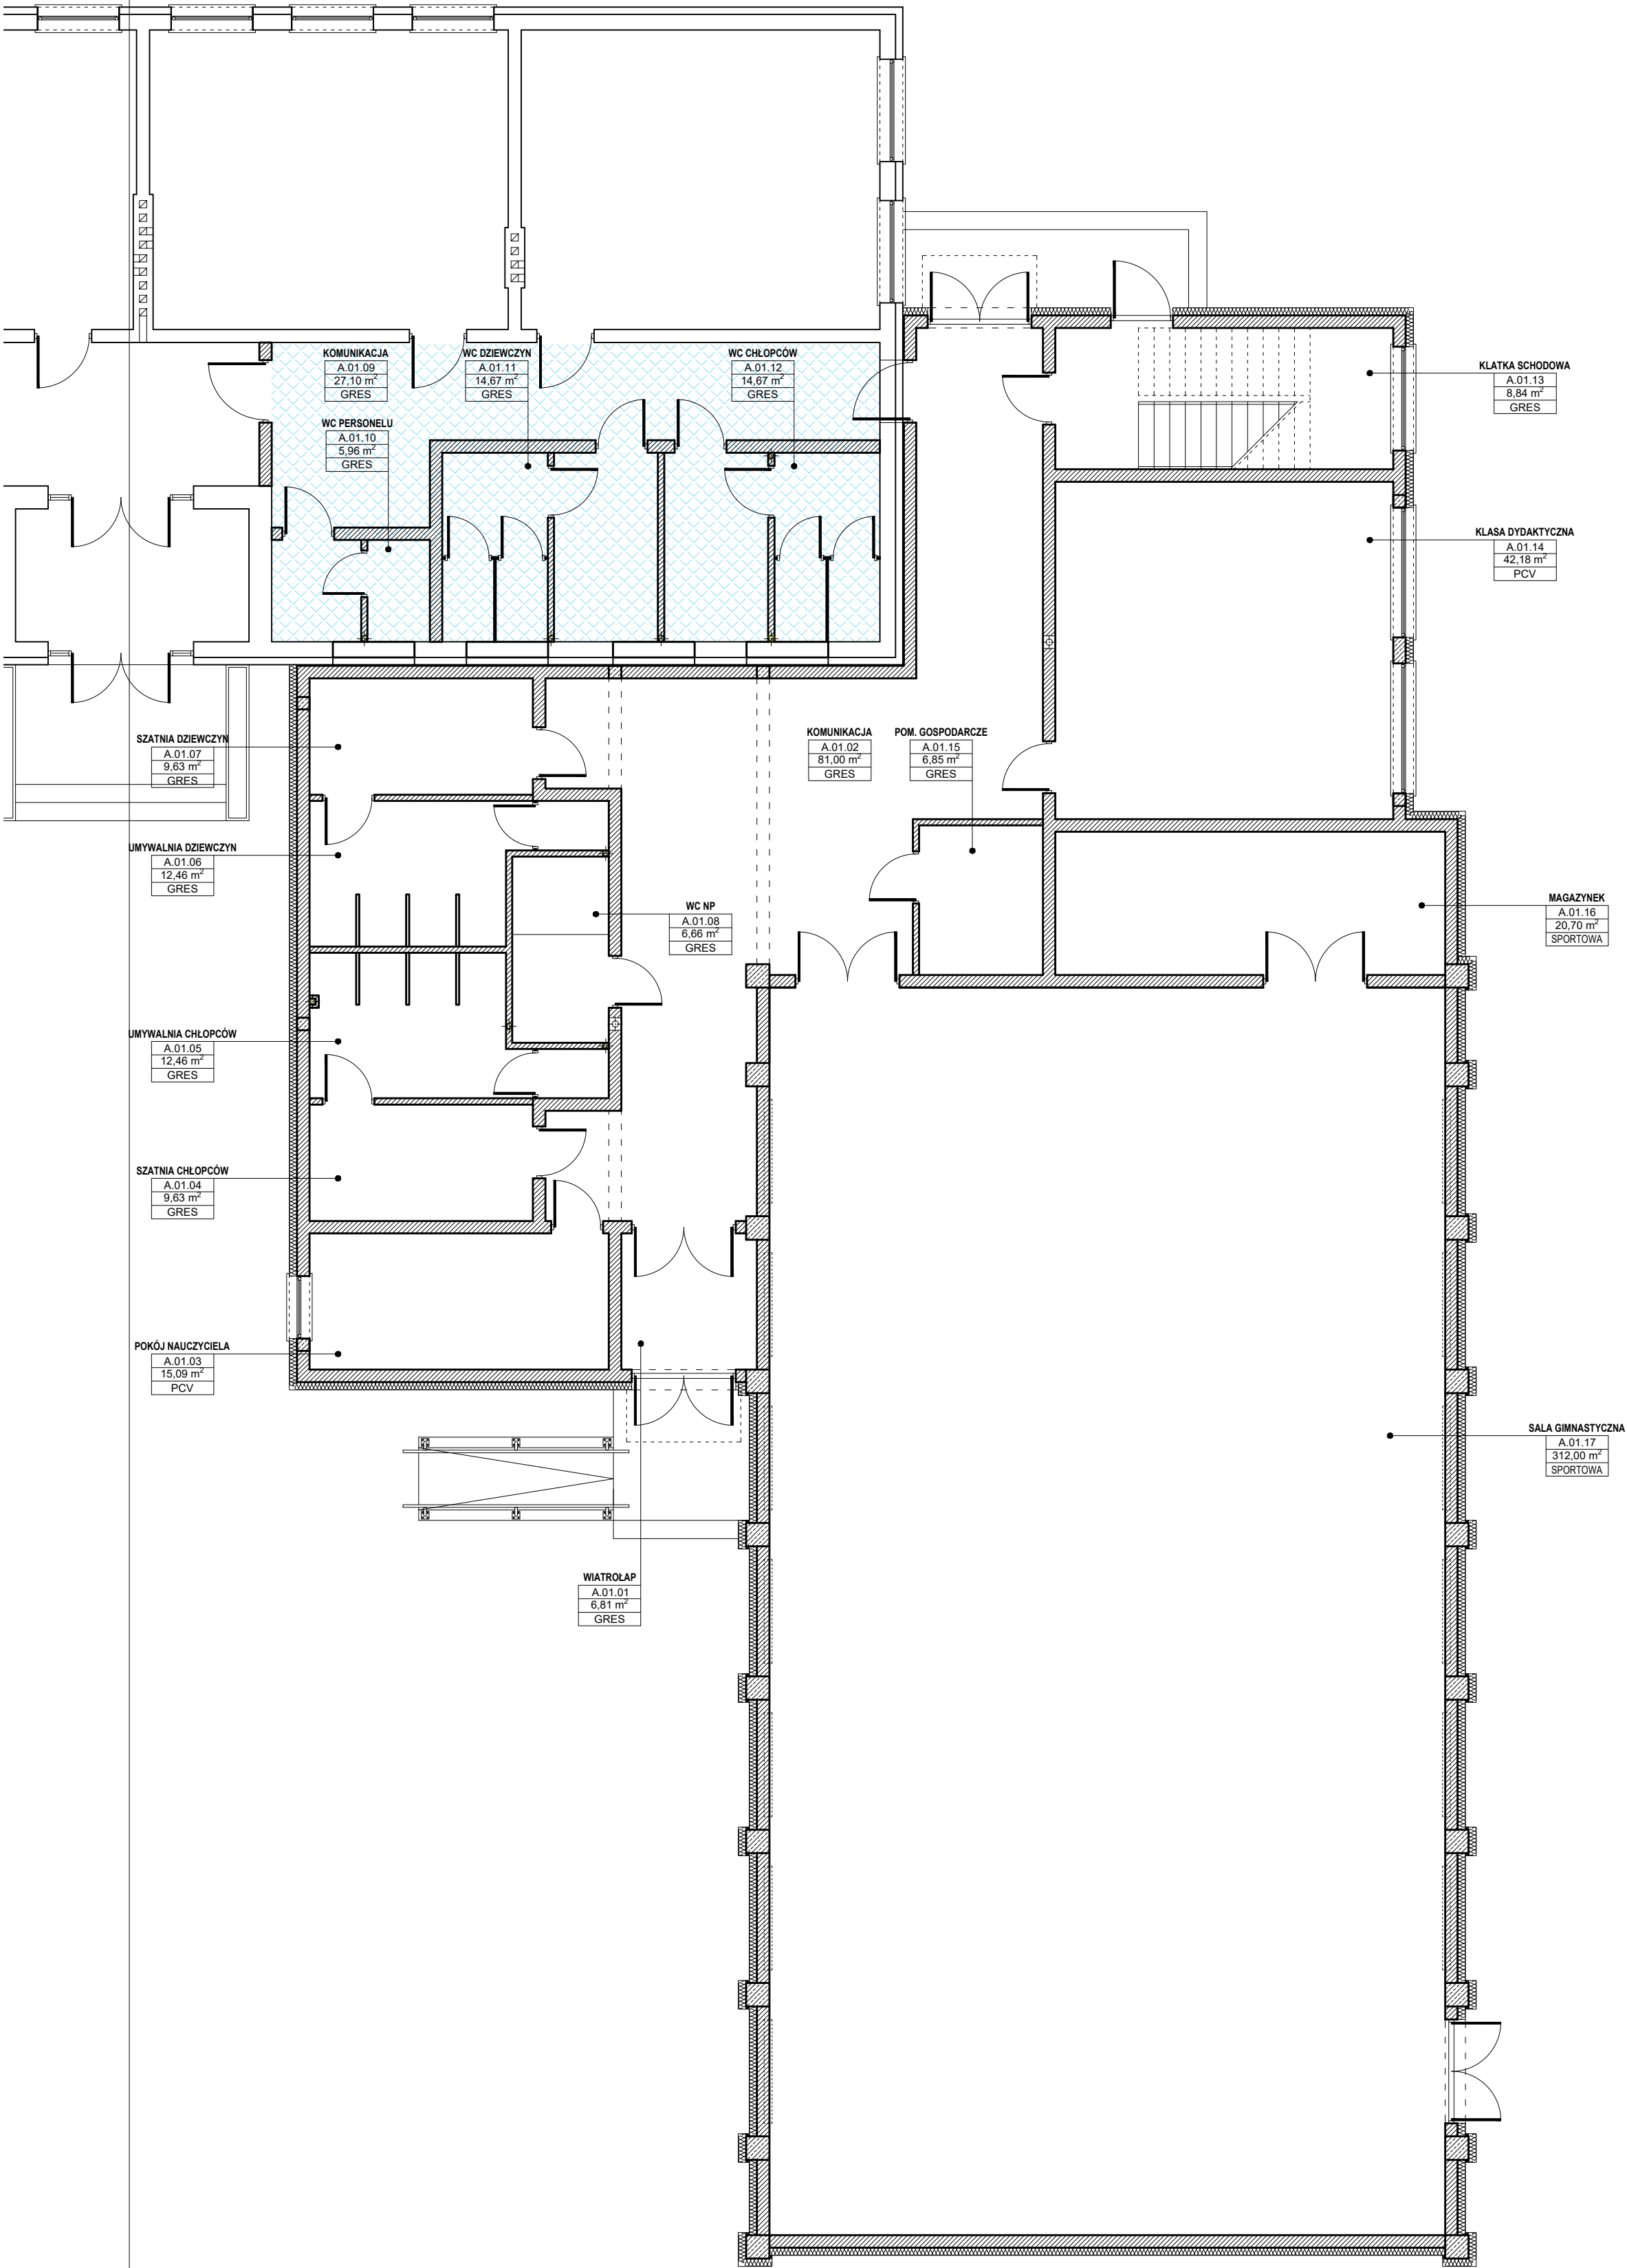 KOMUNIKACJA
A.01.09
27,10 m²
GRES
WC DZIEWCZYN
A.01.11
14,67 m²
GRES
WC CHŁOPCÓW
A.01.12
14,67 m²
GRES
KLATKA SCHODOWA
A.01.13
8,84 m²
GRES
WC PERSONELU
A.01.10
5,96 m²
GRES
KLASA DYDAKTYCZNA
A.01.14
42,18 m²
PCV
SZATNIA DZIEWCZYN
A.01.07
9,63 m²
GRES
KOMUNIKACJA
A.01.02
81,00 m²
GRES
POM. GOSPODARCZE
A.01.15
6,85 m²
GRES
UMYWALNIA DZIEWCZYN
A.01.06
12,46 m²
GRES
WC NP
A.01.08
6,66 m²
GRES
MAGAZYNEK
A.01.16
20,70 m²
SPORTOWA
UMYWALNIA CHŁOPCÓW
A.01.05
12,46 m²
GRES
SZATNIA CHŁOPCÓW
A.01.04
9,63 m²
GRES
POKÓJ NAUCZYCIELA
A.01.03
15,09 m²
PCV
SALA GIMNASTYCZNA
A.01.17
312,00 m²
SPORTOWA
WIATROŁAP
A.01.01
6,81 m²
GRES